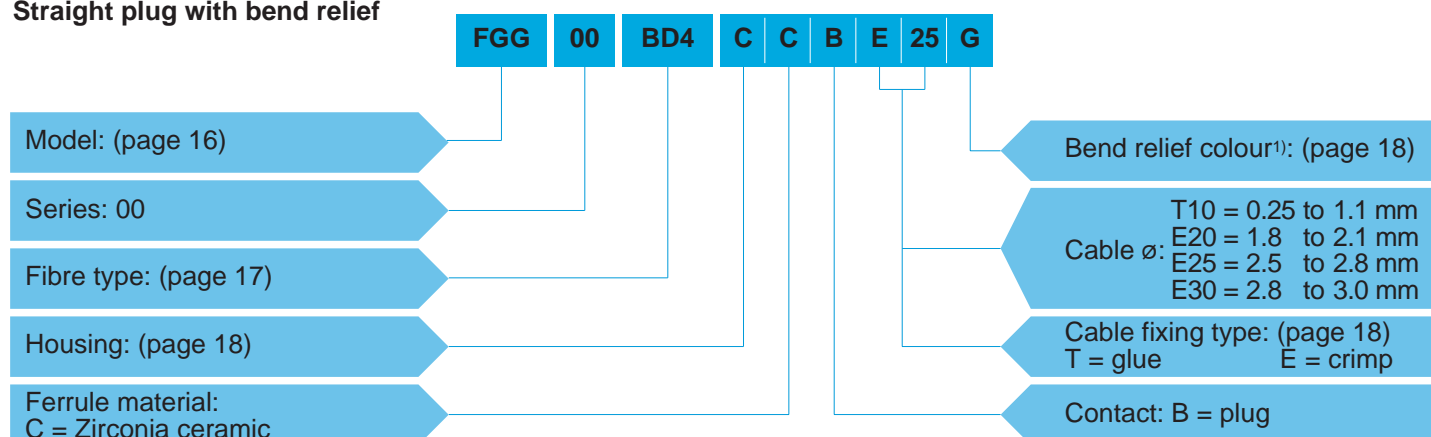 Straight plug with bend relief
FGG 00 BD4 C C B E 25 G
Model: (page 16)
Series: 00
Fibre type: (page 17)
Housing: (page 18)
Ferrule material:
C = Zirconia ceramic
Bend relief colour1): (page 18)
Cable ø:
T10 = 0.25 to 1.1 mm
E20 = 1.8 to 2.1 mm
E25 = 2.5 to 2.8 mm
E30 = 2.8 to 3.0 mm
Cable fixing type: (page 18)
T = glue E = crimp
Contact: B = plug